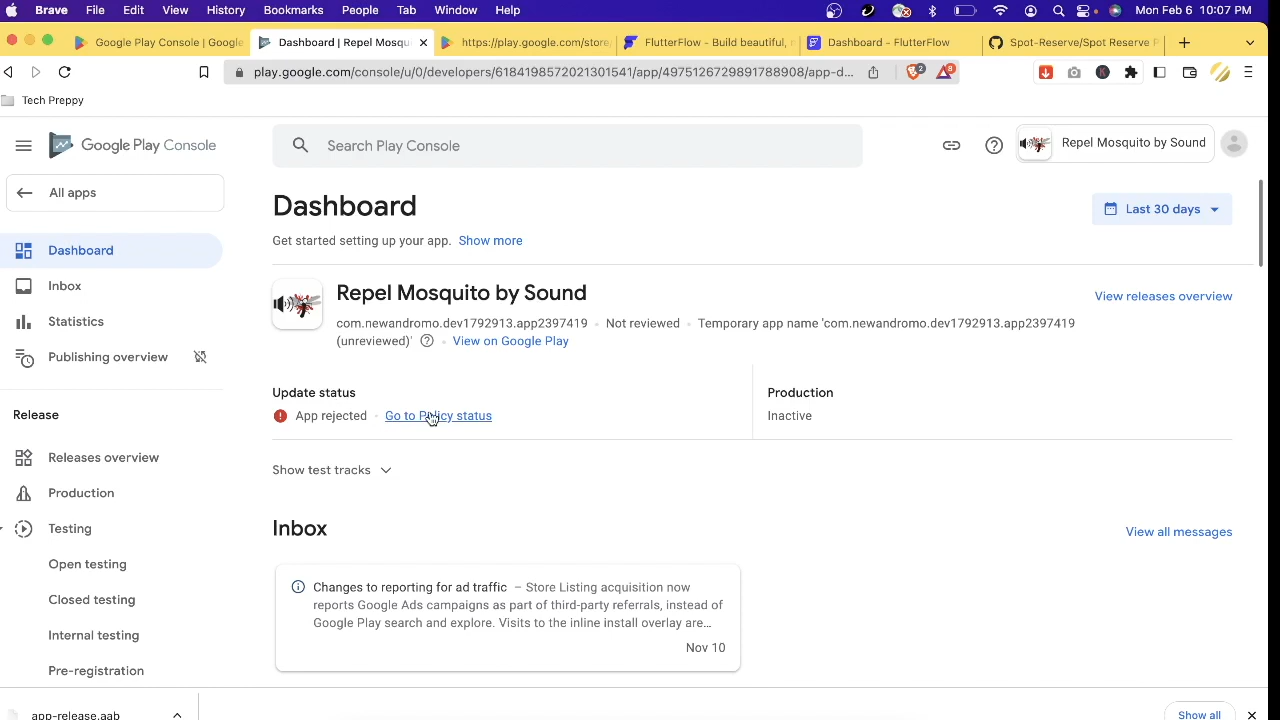 Brave File Edit View History Bookmarks People Tab Window Help Mon Feb 6 10:07 PM
Google Play Console | Google Dashboard | Repel Mosqu https://play.google.com/store FlutterFlow - Build beautiful, Dashboard - FlutterFlow Spot-Reserve/Spot Reserve
play.google.com/console/u/0/developers/6184198572021301541/app/4975126729891788908/app-d... 2 8
Tech Preppy
Google Play Console Search Play Console Repel Mosquito by Sound
All apps
Dashboard
Last 30 days
Get started setting up your app. Show more
Dashboard
Inbox
Statistics
Publishing overview
Release
Releases overview
Production
Testing
Open testing
Closed testing
Internal testing
Pre-registration
Repel Mosquito by Sound
View releases overview
com.newandromo.dev1792913.app2397419 Not reviewed Temporary app name 'com.newandromo.dev1792913.app2397419
(unreviewed)' View on Google Play
Update status
App rejected Go to Policy status
Production
Inactive
Show test tracks
Inbox
View all messages
Changes to reporting for ad traffic – Store Listing acquisition now
reports Google Ads campaigns as part of third-party referrals, instead of
Google Play search and explore. Visits to the inline install overlay are...
Nov 10
app-release.aab
Show all